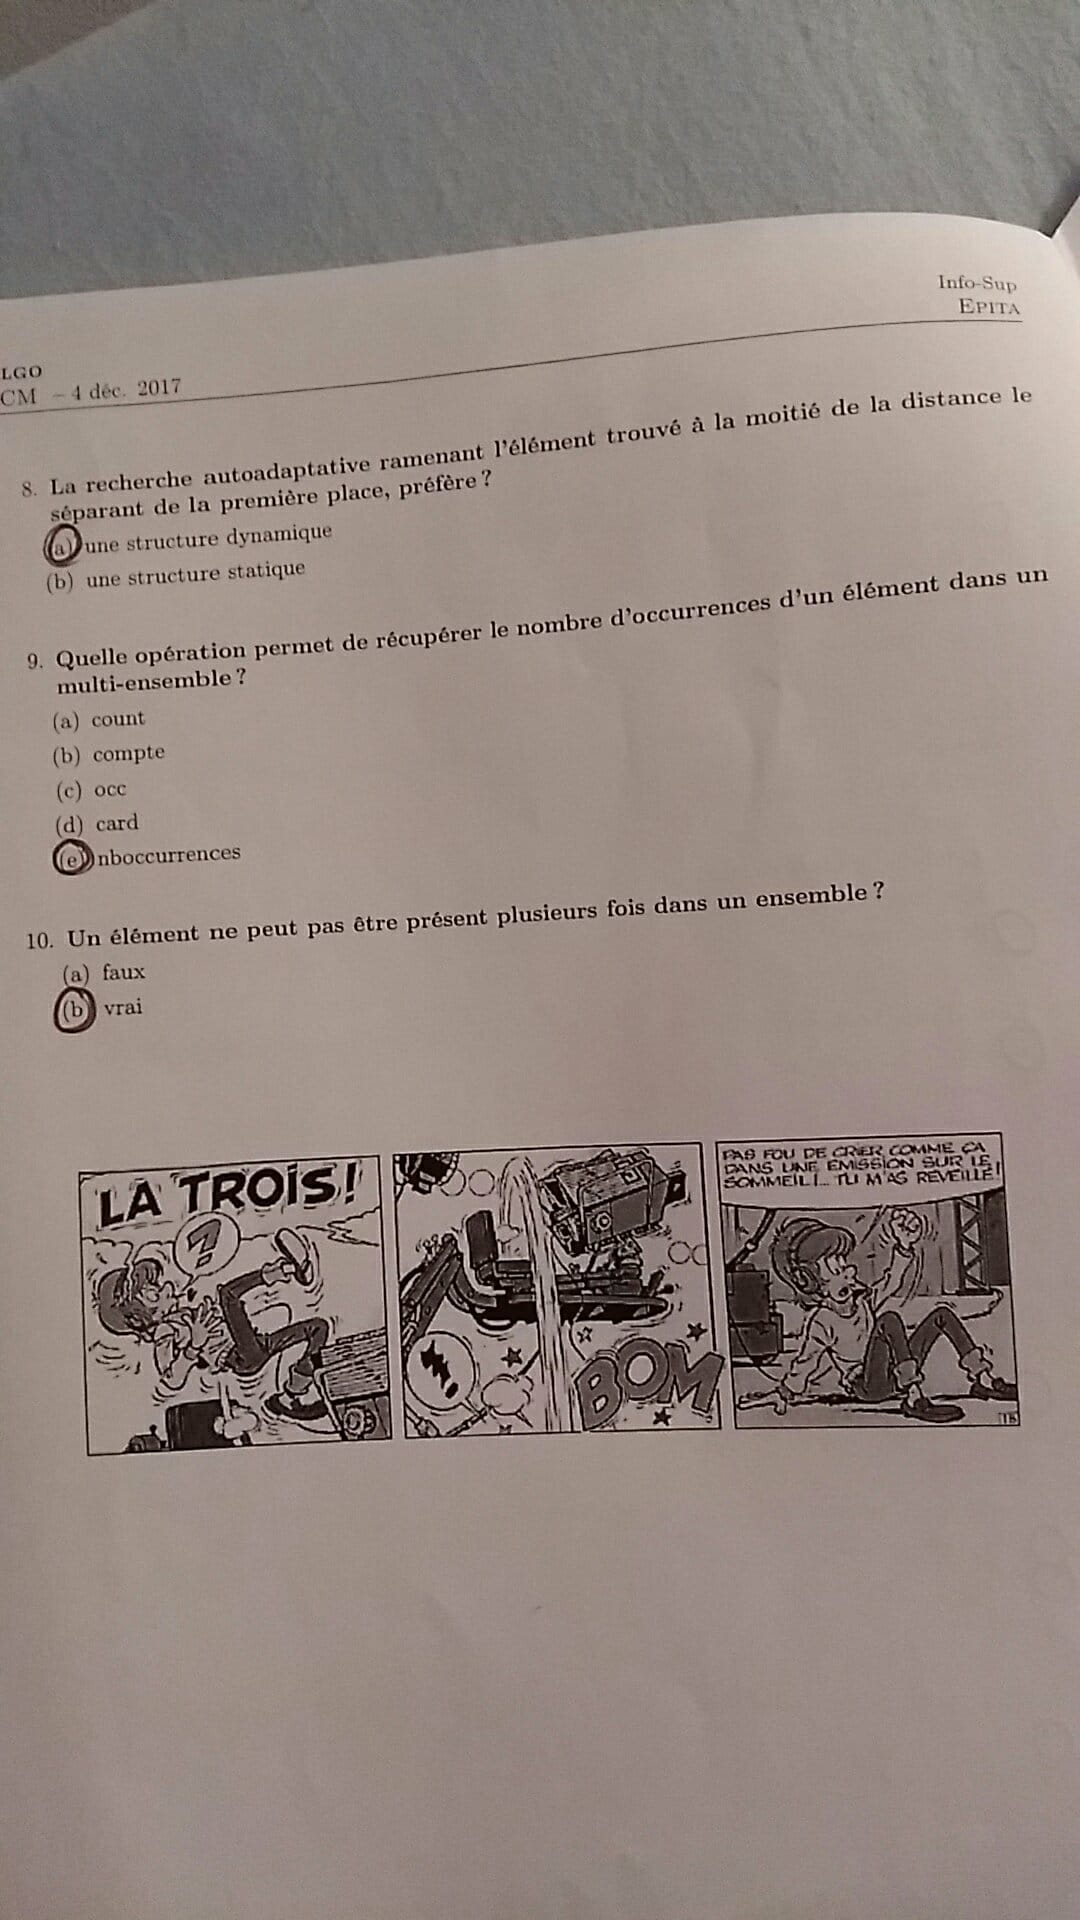 Info-Sup
EPITA
LGO
CM – 4 déc. 2017
8. La recherche autoadaptative ramenant l'élément trouvé à la moitié de la distance le
séparant de la première place, préfère ?
(a) une structure dynamique
(b) une structure statique
9. Quelle opération permet de récupérer le nombre d'occurrences d'un élément dans un
multi-ensemble ?
(a) count
(b) compte
(c) occ
(d) card
(e) nboccurrences
10. Un élément ne peut pas être présent plusieurs fois dans un ensemble ?
(a) faux
(b) vrai
LA TROIS!
?
BOM
PAS FOU DE CRIER COMME ÇA
DANS UNE ÉMISSION SUR LE
SOMMEIL !... TU M'AS RÉVEILLÉ !